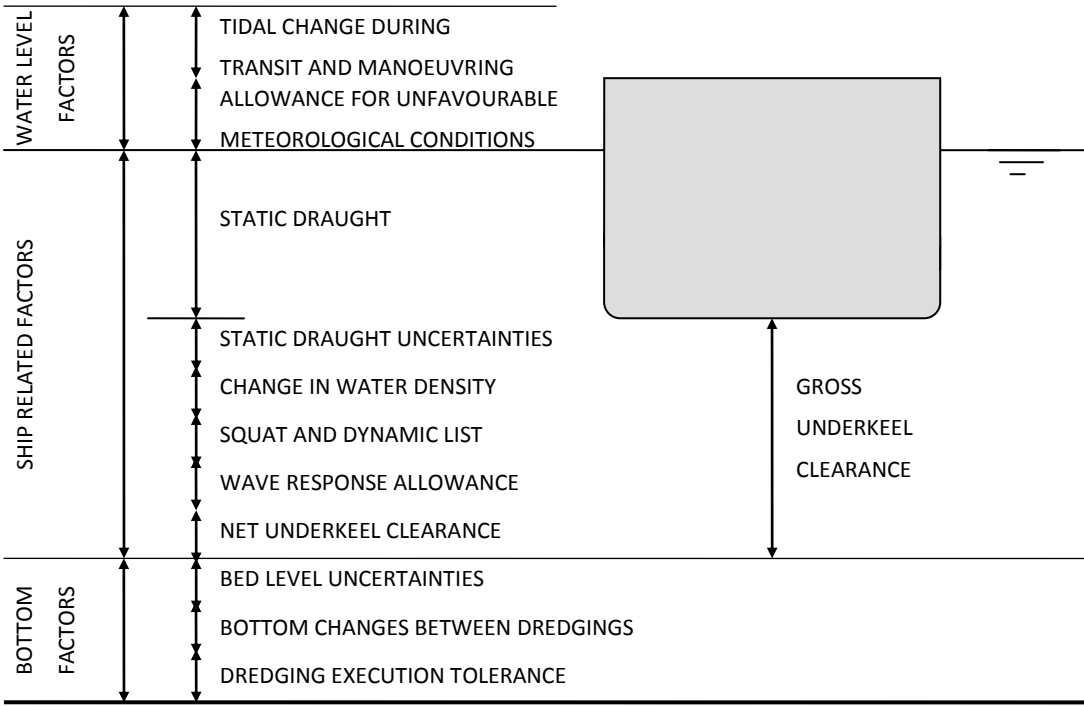 WATER LEVEL
FACTORS
TIDAL CHANGE DURING
TRANSIT AND MANOEUVRING
ALLOWANCE FOR UNFAVOURABLE
METEOROLOGICAL CONDITIONS
SHIP RELATED FACTORS
STATIC DRAUGHT
STATIC DRAUGHT UNCERTAINTIES
CHANGE IN WATER DENSITY
SQUAT AND DYNAMIC LIST
WAVE RESPONSE ALLOWANCE
NET UNDERKEEL CLEARANCE
GROSS
UNDERKEEL
CLEARANCE
BOTTOM
FACTORS
BED LEVEL UNCERTAINTIES
BOTTOM CHANGES BETWEEN DREDGINGS
DREDGING EXECUTION TOLERANCE